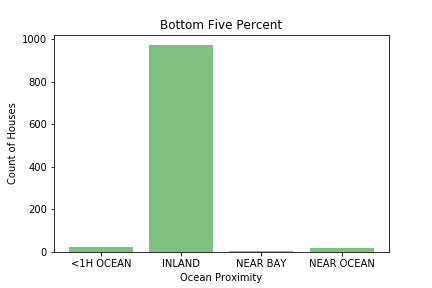 Bottom Five Percent
Count of Houses
1000
800
600
400
200
0
<1H OCEAN INLAND NEAR BAY NEAR OCEAN
Ocean Proximity